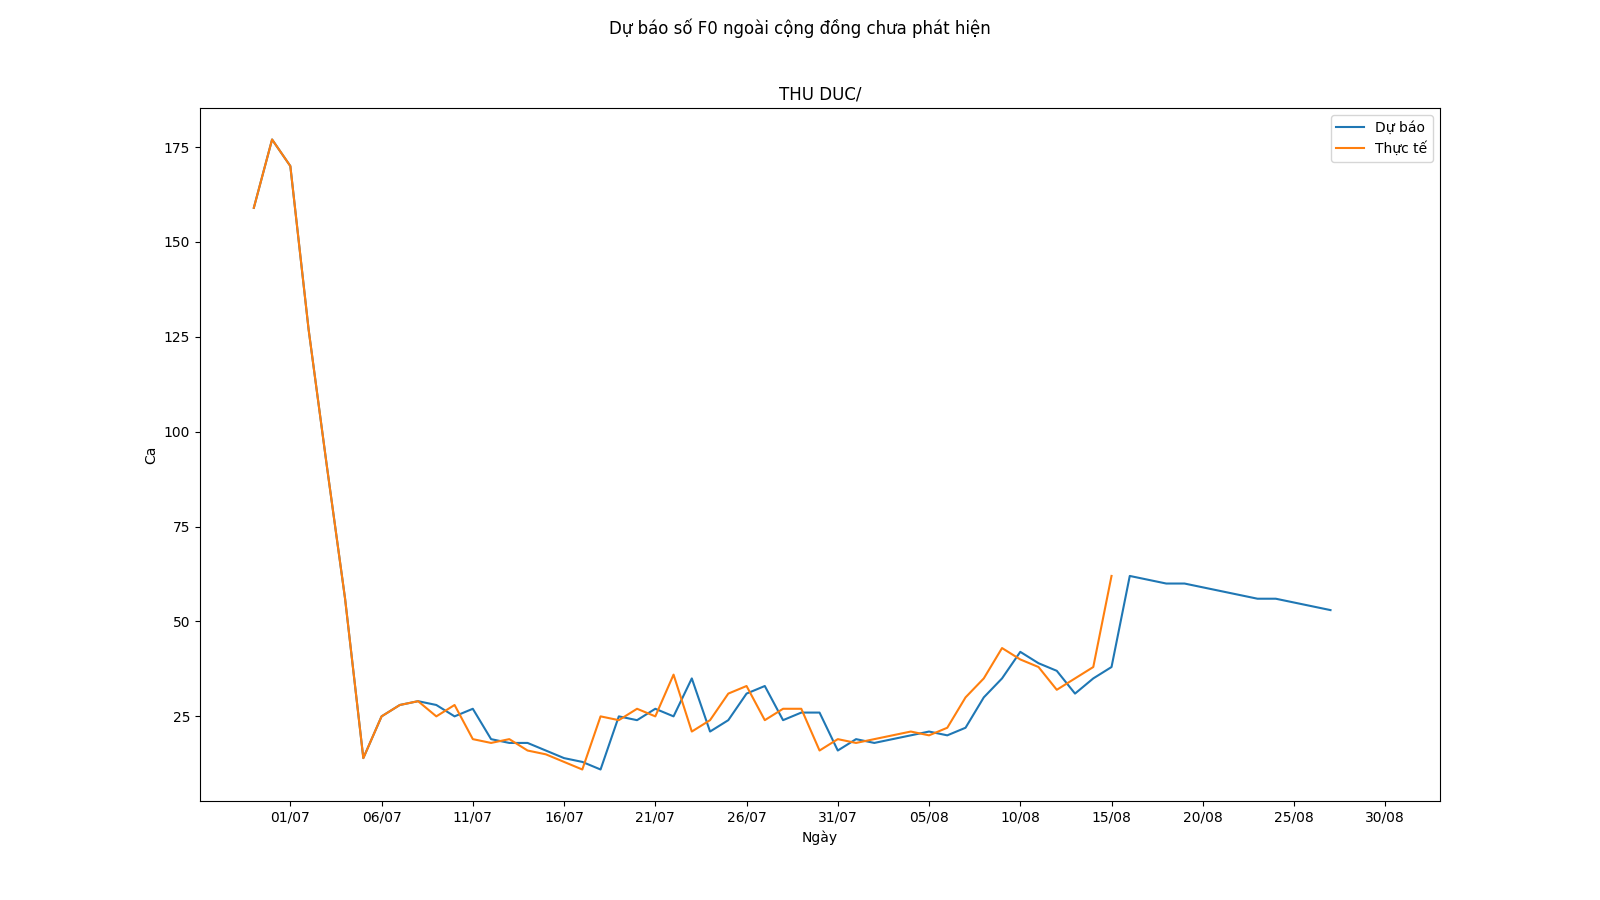 Dự báo số F0 ngoài cộng đồng chưa phát hiện
THU DUC/
Dự báo
Thực tế
175
150
125
100
75
50
25
Ca
01/07 06/07 11/07 16/07 21/07 26/07 31/07 05/08 10/08 15/08 20/08 25/08 30/08
Ngày